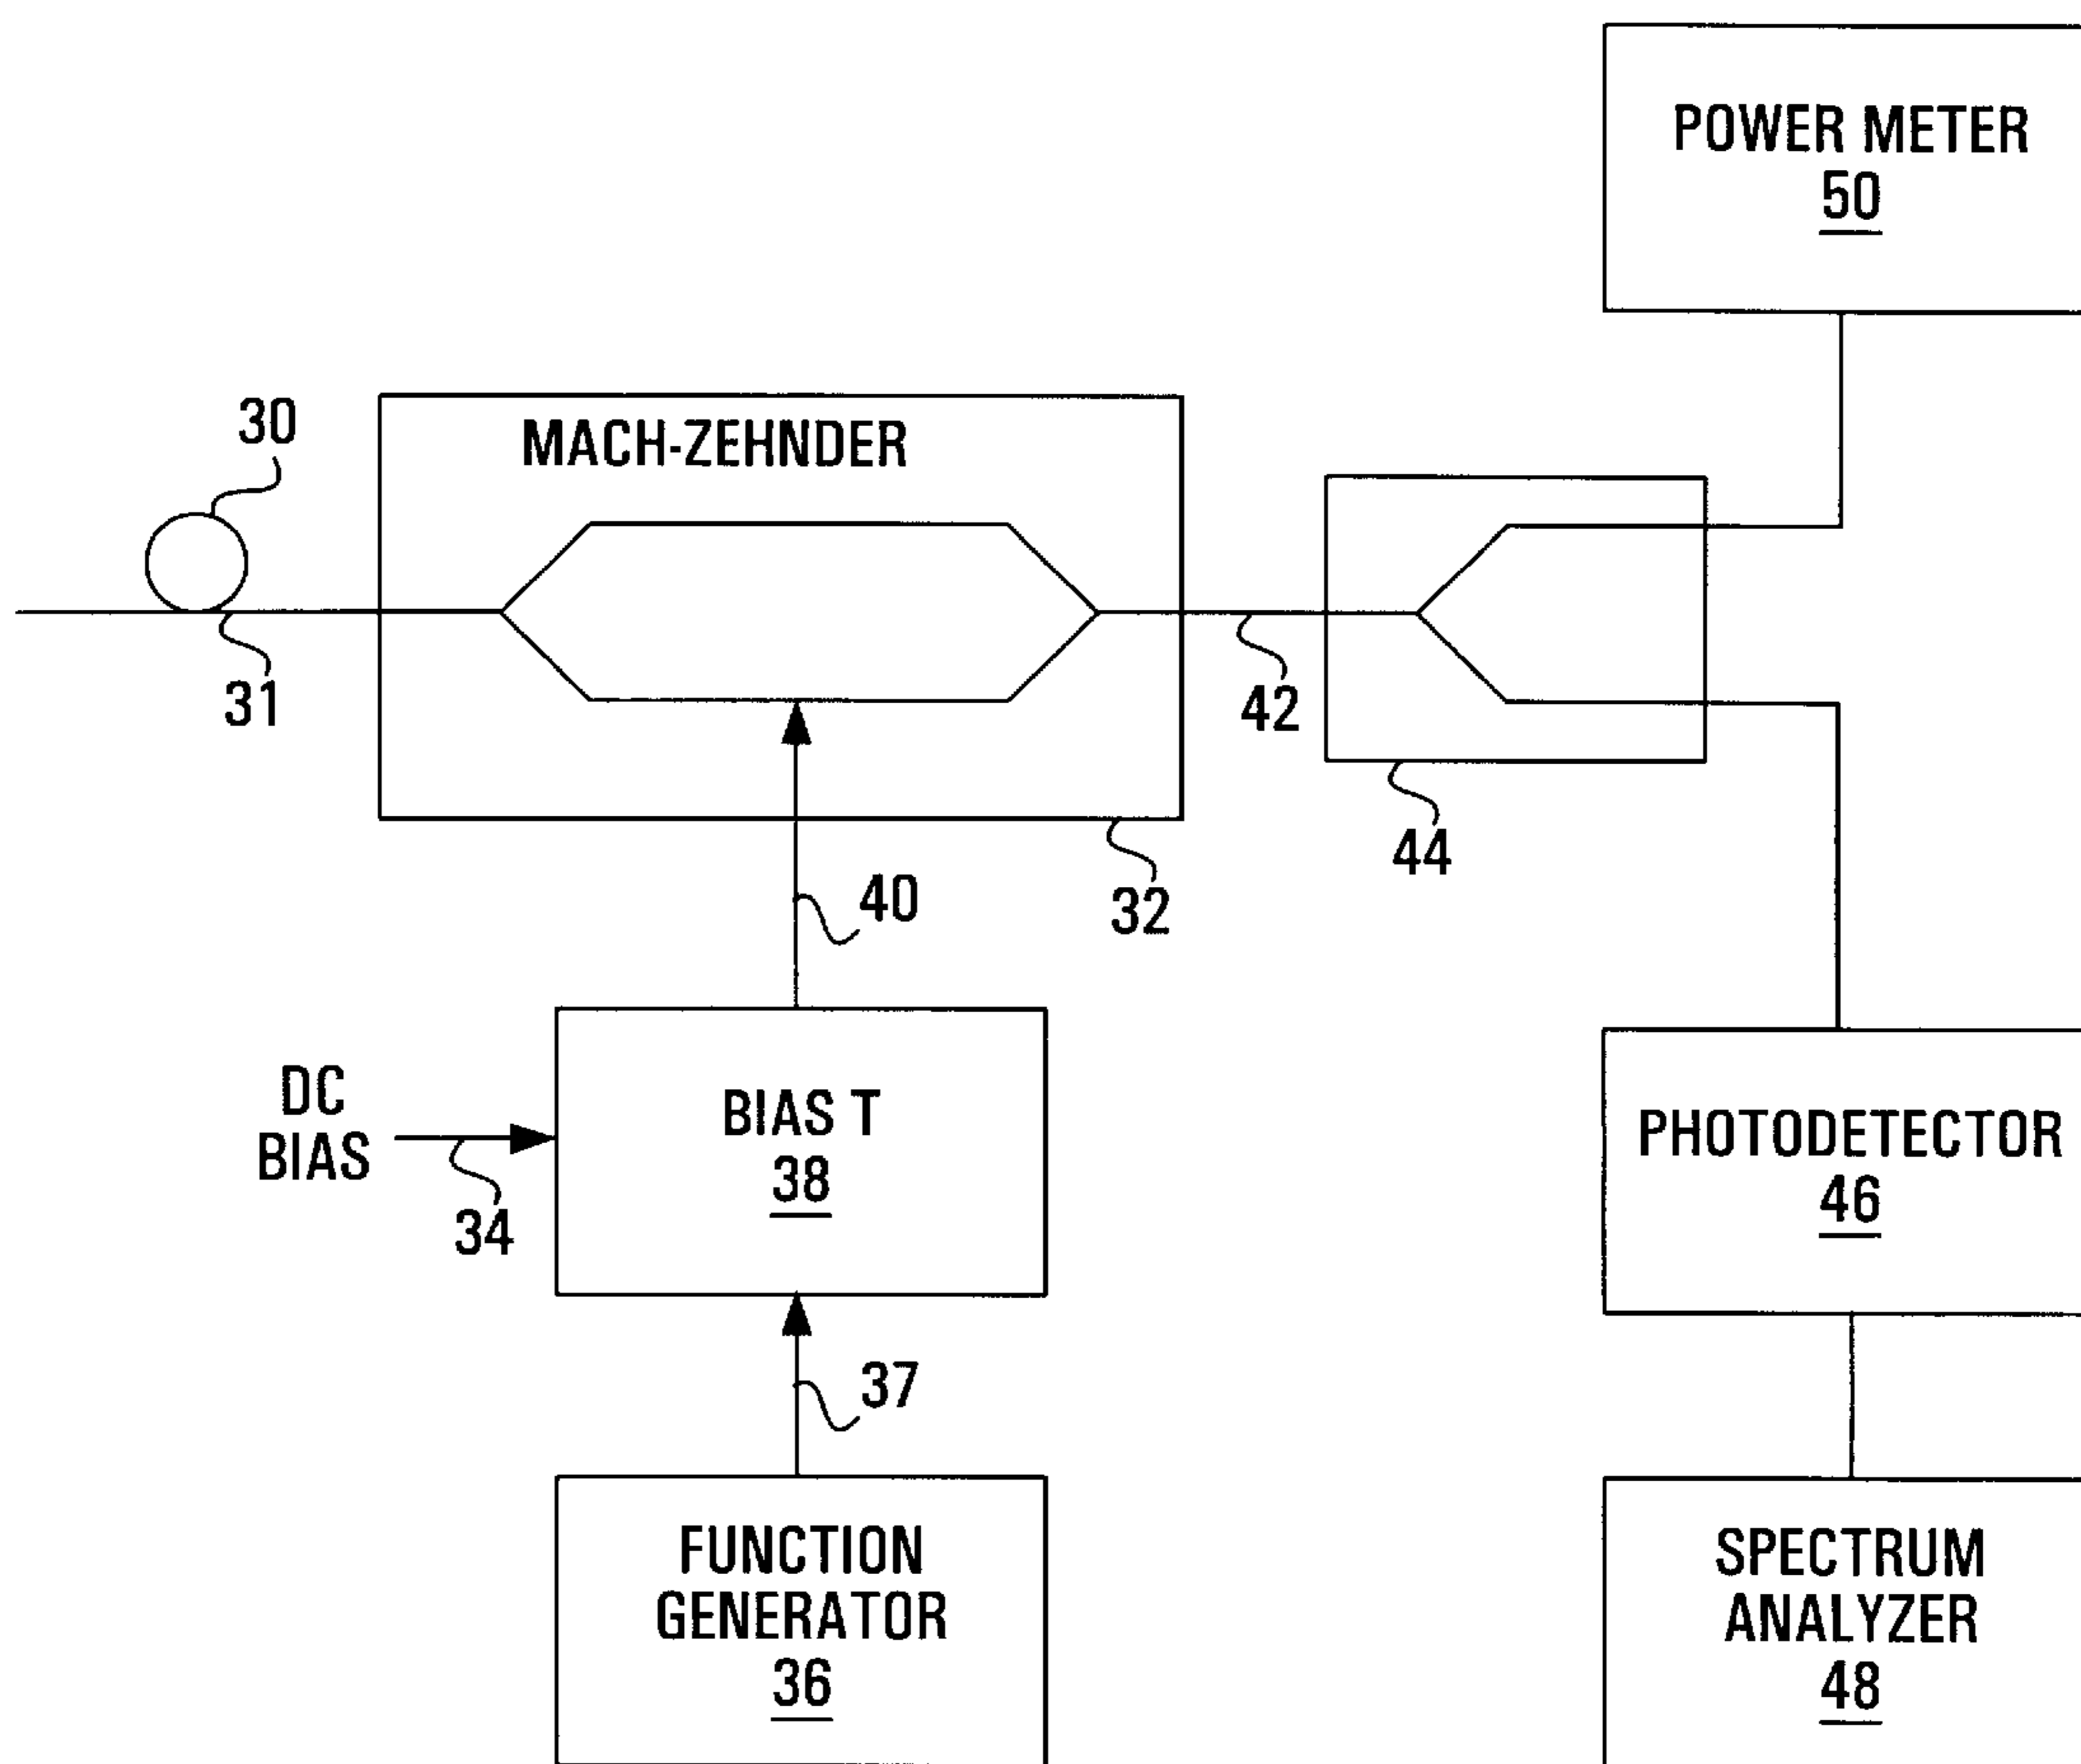 POWER METER
50
30
MACH-ZEHNDER
31
42
44
40
32
DC
BIAS
34
BIAS T
38
PHOTODETECTOR
46
37
FUNCTION
GENERATOR
36
SPECTRUM
ANALYZER
48